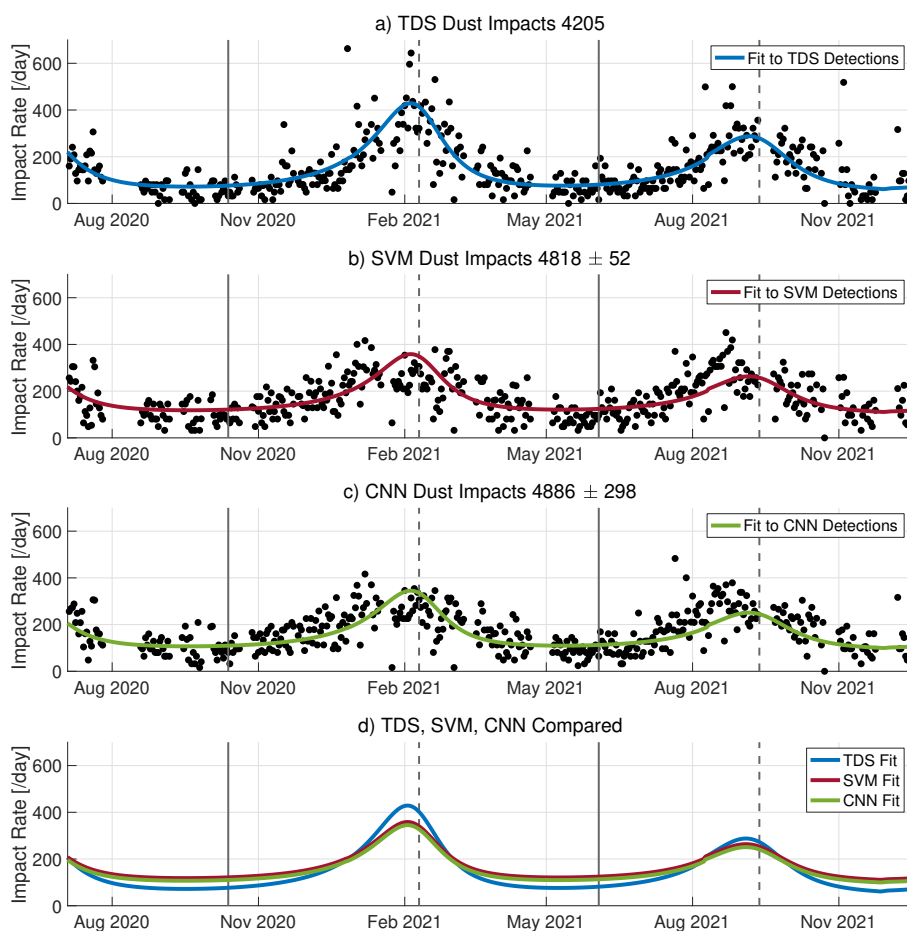 a) TDS Dust Impacts 4205
Impact Rate [/day]
600
400
200
0
Fit to TDS Detections
Aug 2020
Nov 2020
Feb 2021
May 2021
Aug 2021
Nov 2021
b) SVM Dust Impacts 4818 ± 52
Impact Rate [/day]
600
400
200
0
Fit to SVM Detections
Aug 2020
Nov 2020
Feb 2021
May 2021
Aug 2021
Nov 2021
c) CNN Dust Impacts 4886 ± 298
Impact Rate [/day]
600
400
200
0
Fit to CNN Detections
Aug 2020
Nov 2020
Feb 2021
May 2021
Aug 2021
Nov 2021
d) TDS, SVM, CNN Compared
Impact Rate [/day]
600
400
200
0
TDS Fit
SVM Fit
CNN Fit
Aug 2020
Nov 2020
Feb 2021
May 2021
Aug 2021
Nov 2021